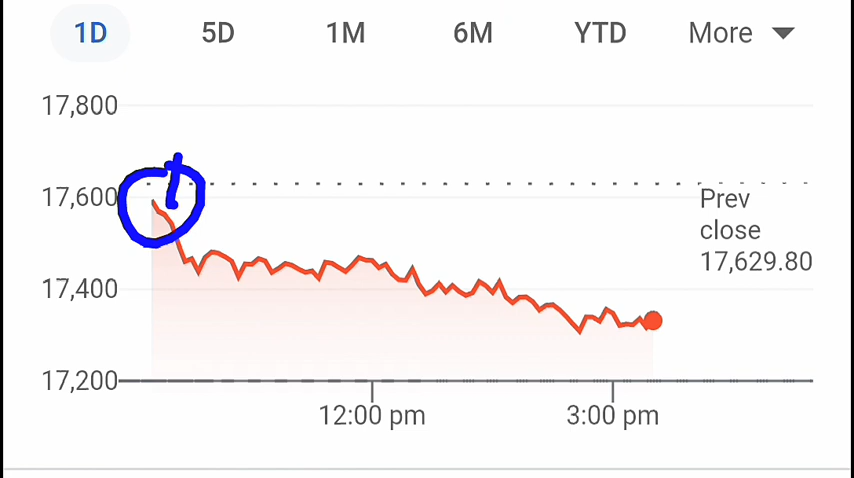 1D 5D 1M 6M YTD More
17,800
17,600
Prev
close
17,629.80
17,400
17,200
12:00 pm 3:00 pm